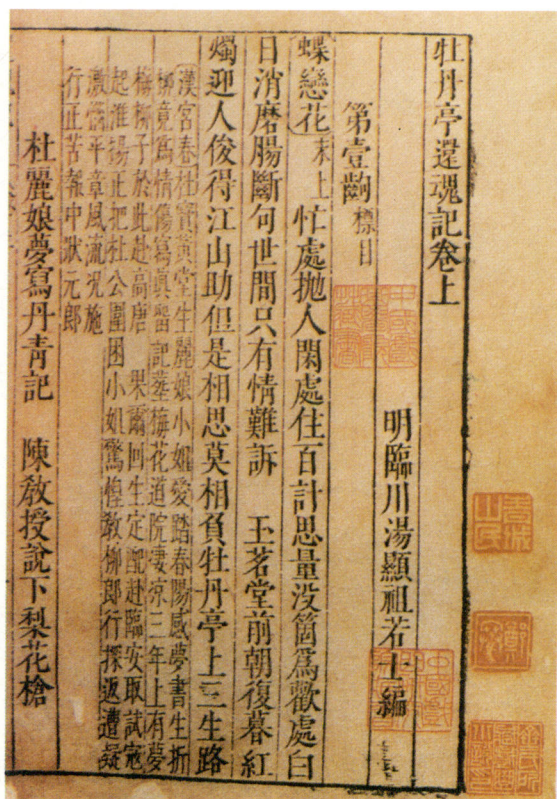 牡丹亭還魂記卷上
明臨川湯顯祖若士編
第壹齣 標目
蝶戀花 末上 忙處拋人閑處住百計思量没箇爲歡處白
日消磨腸斷句世間只有情難訴 玉茗堂前朝復暮紅
燭迎人俊得江山助但是相思莫相負牡丹亭上三生路
漢宮春杜寶黃堂生麗娘小姐愛踏春陽感夢書生折
柳竟爲情傷寫眞留記葬梅花道院淒涼三年上有夢
梅柳子於此赴高唐 果爾回生定配赴臨安取試寇
起淮揚正把杜公圍困小姐驚惶教柳郎行探返遭疑
激惱平章風流況施
行正苦報中狀元郎
杜麗娘夢寫丹青記 陳教授說下梨花槍